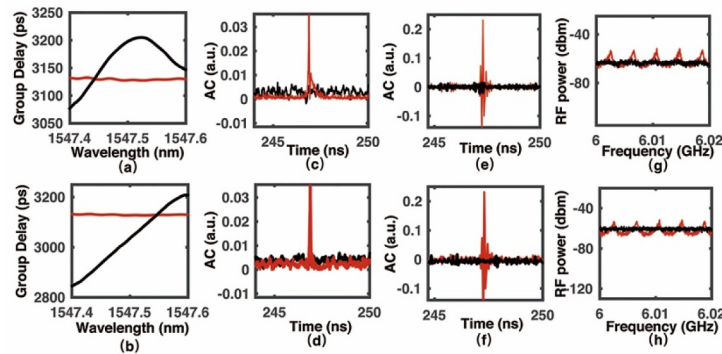 3250
3200
3150
3100
3050
1547.4 1547.5 1547.6
Group Delay (ps)
Wavelength (nm)
(a)
0.03
0.02
0.01
0
-0.01
245 250
AC (a.u.)
Time (ns)
(c)
0.2
0.1
0
-0.1
245 250
AC (a.u.)
Time (ns)
(e)
-40
-80
6 6.01 6.02
RF power (dbm)
Frequency (GHz)
(g)
3200
3000
2800
1547.4 1547.5 1547.6
Group Delay (ps)
Wavelength (nm)
(b)
0.03
0.02
0.01
0
-0.01
245 250
AC (a.u.)
Time (ns)
(d)
0.2
0.1
0
-0.1
245 250
AC (a.u.)
Time (ns)
(f)
-20
-60
-100
6 6.01 6.02
RF power (dbm)
Frequency (GHz)
(h)